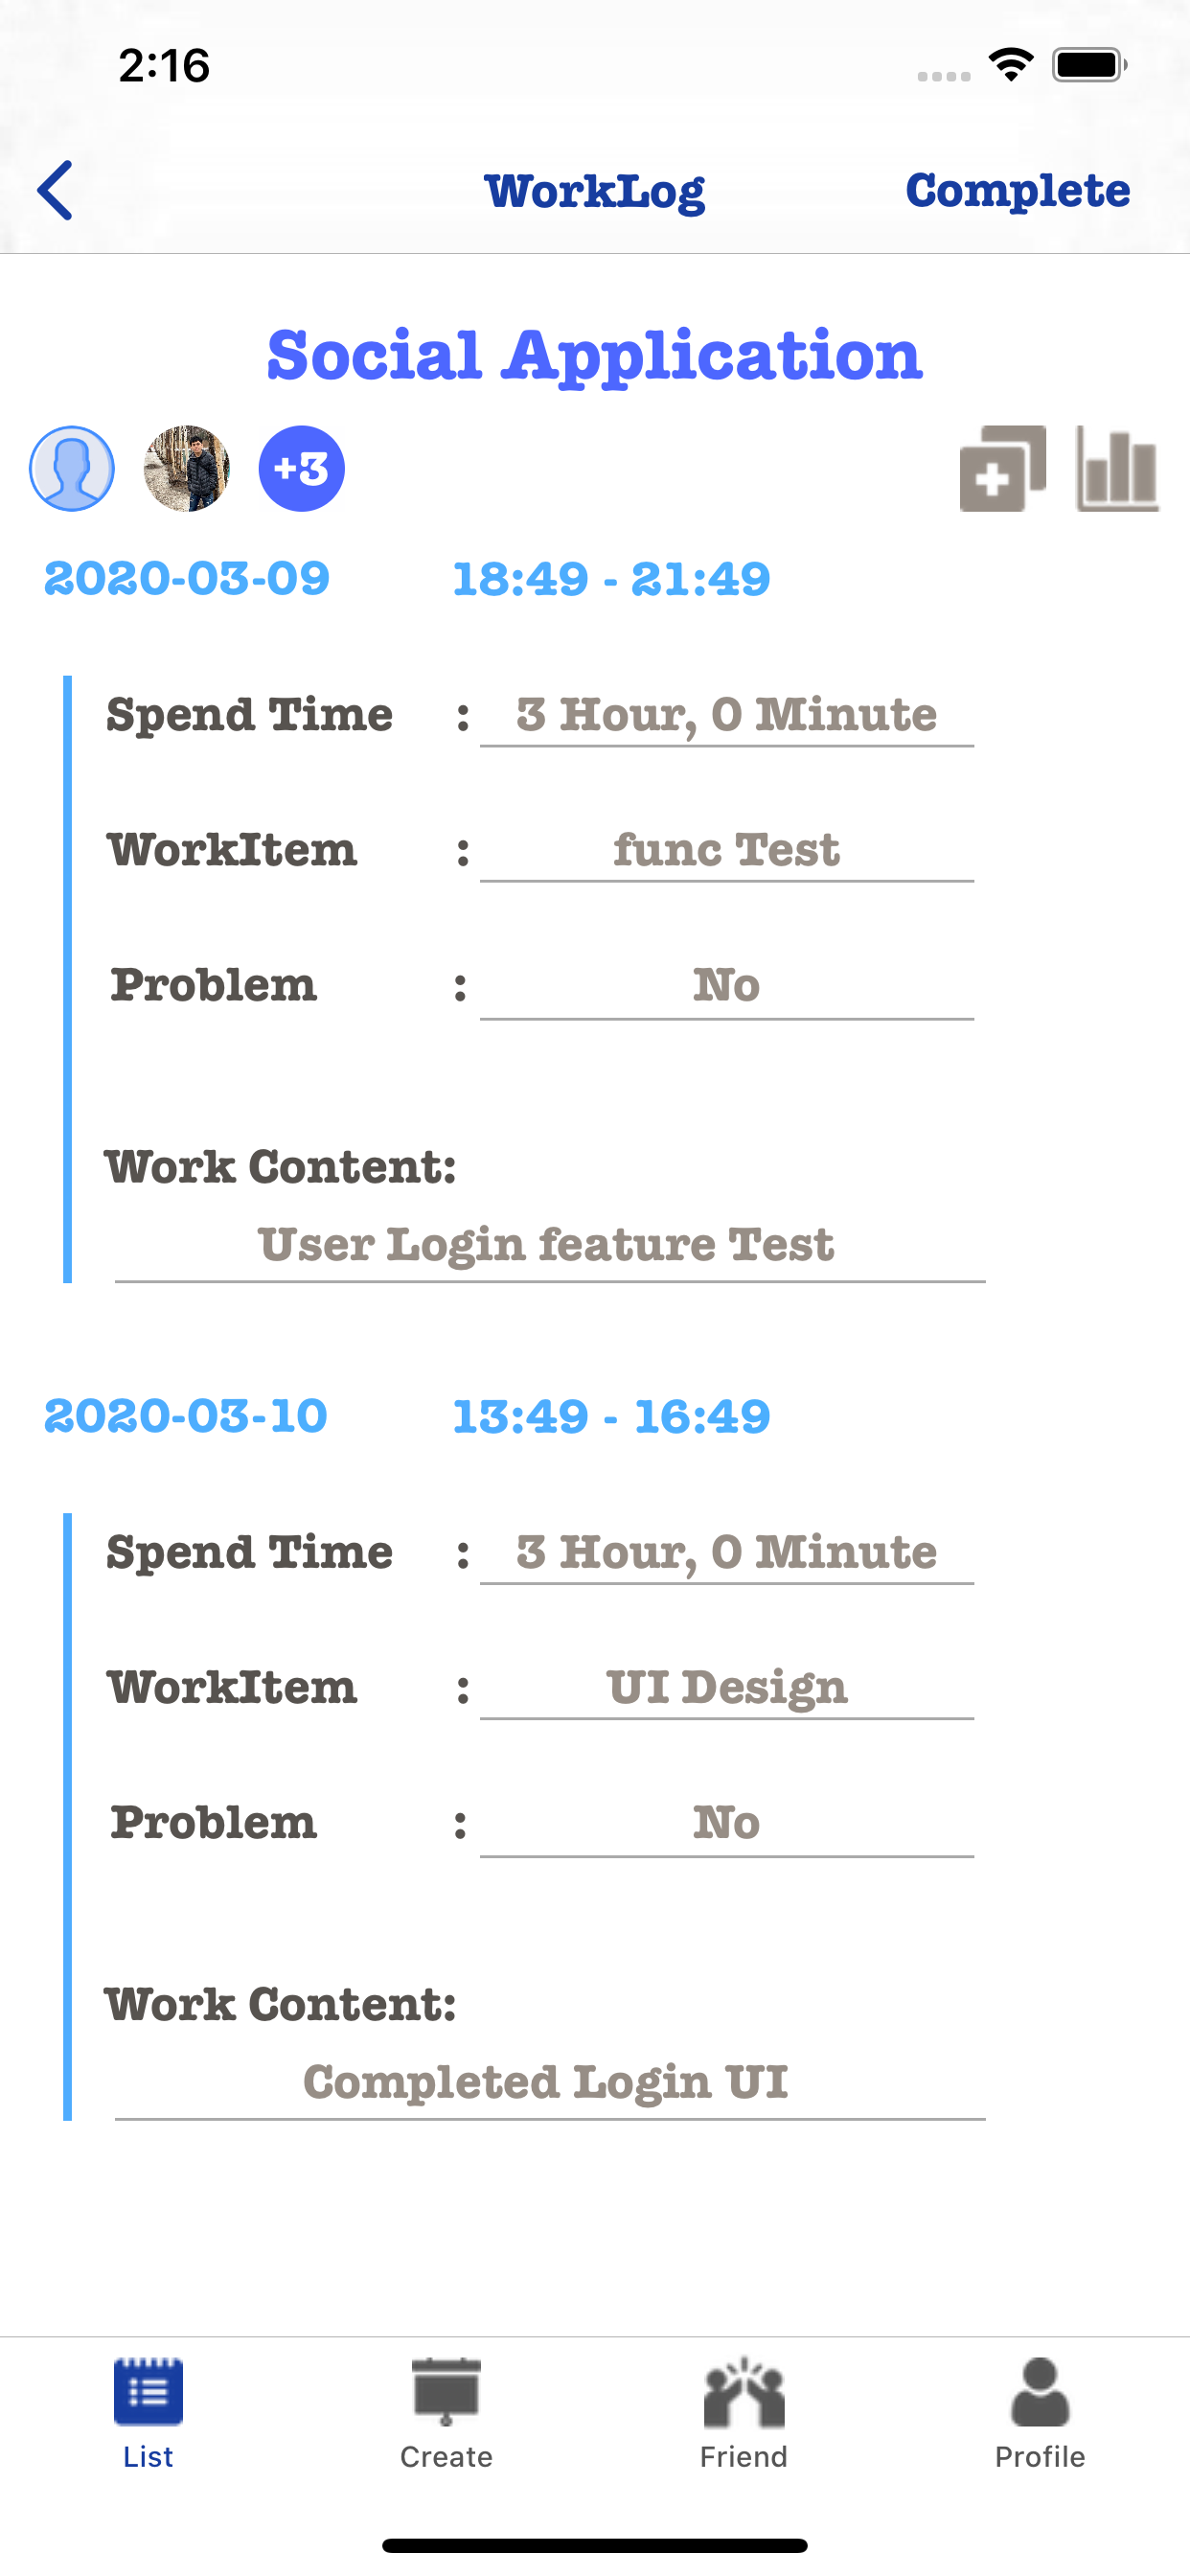 2:16
WorkLog Complete
Social Application
+3
2020-03-09 18:49 - 21:49
Spend Time : 3 Hour, 0 Minute
WorkItem : func Test
Problem : No
Work Content:
User Login feature Test
2020-03-10 13:49 - 16:49
Spend Time : 3 Hour, 0 Minute
WorkItem : UI Design
Problem : No
Work Content:
Completed Login UI
List Create Friend Profile